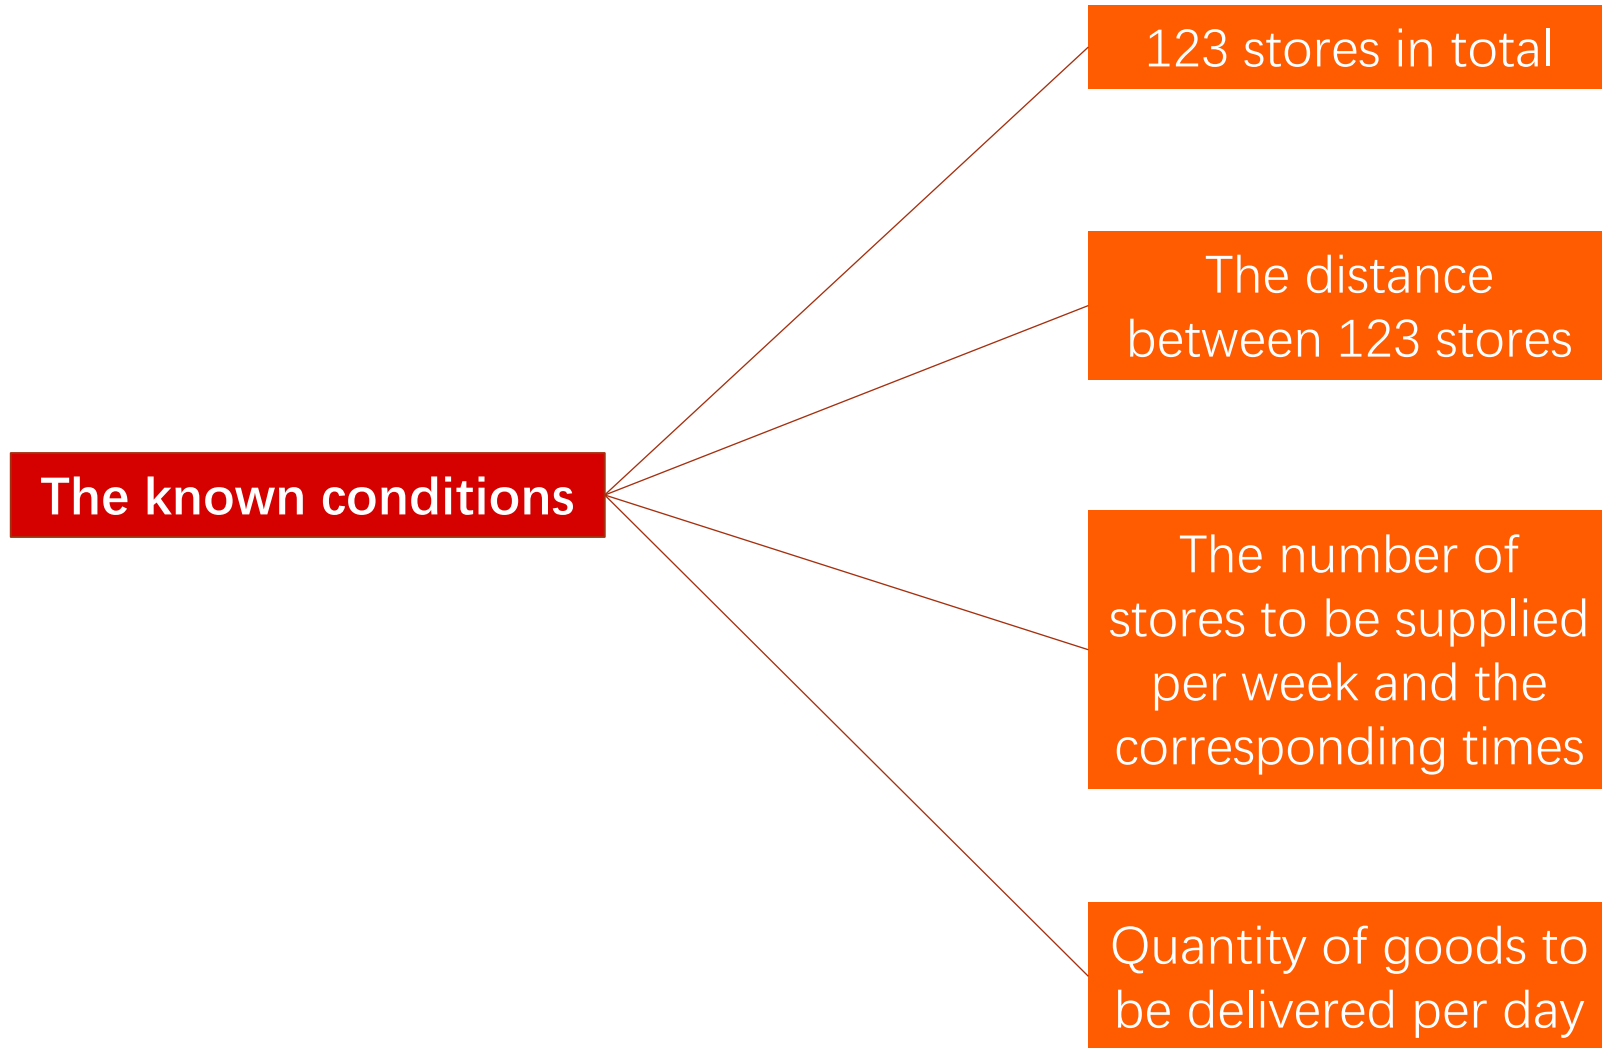 123 stores in total
The distance
between 123 stores
The known conditions
The number of
stores to be supplied
per week and the
corresponding times
Quantity of goods to
be delivered per day